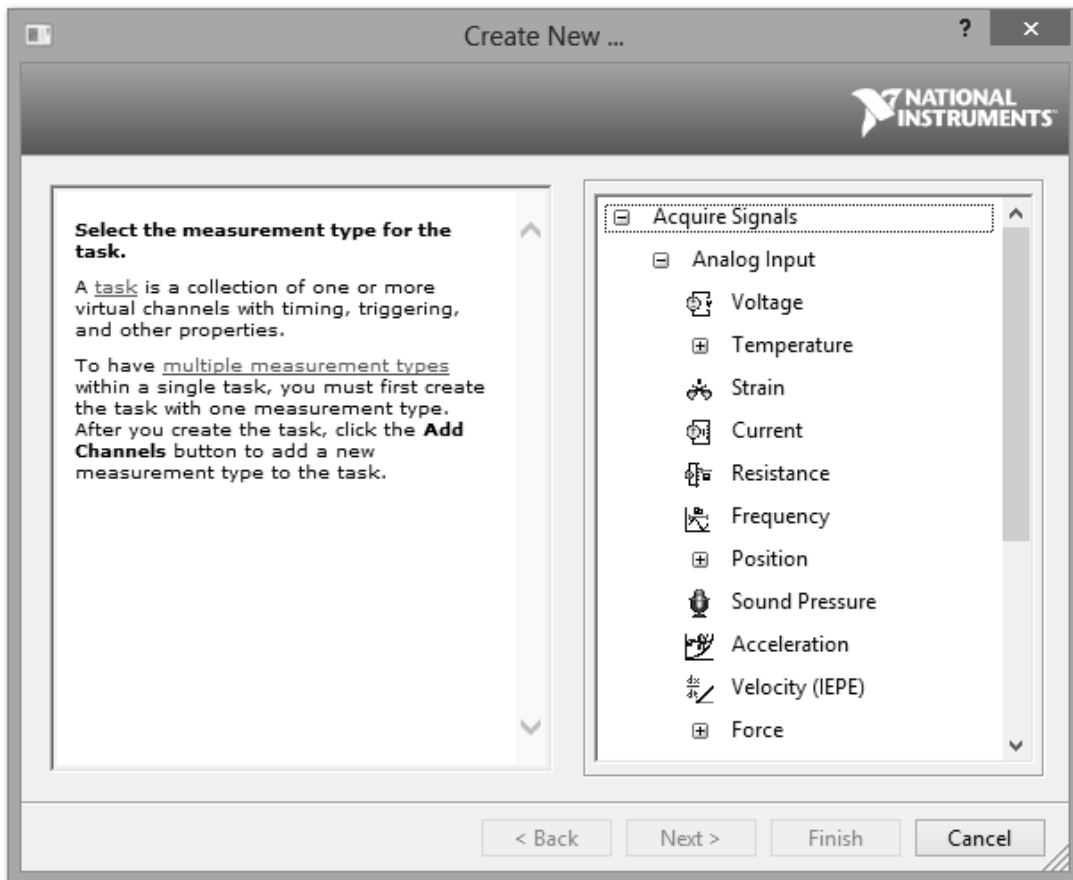 Create New ...
?
×
NATIONAL
INSTRUMENTS™
Select the measurement type for the
task.
A task is a collection of one or more
virtual channels with timing, triggering,
and other properties.
To have multiple measurement types
within a single task, you must first create
the task with one measurement type.
After you create the task, click the Add
Channels button to add a new
measurement type to the task.
Acquire Signals
Analog Input
Voltage
Temperature
Strain
Current
Resistance
Frequency
Position
Sound Pressure
Acceleration
Velocity (IEPE)
Force
< Back
Next >
Finish
Cancel